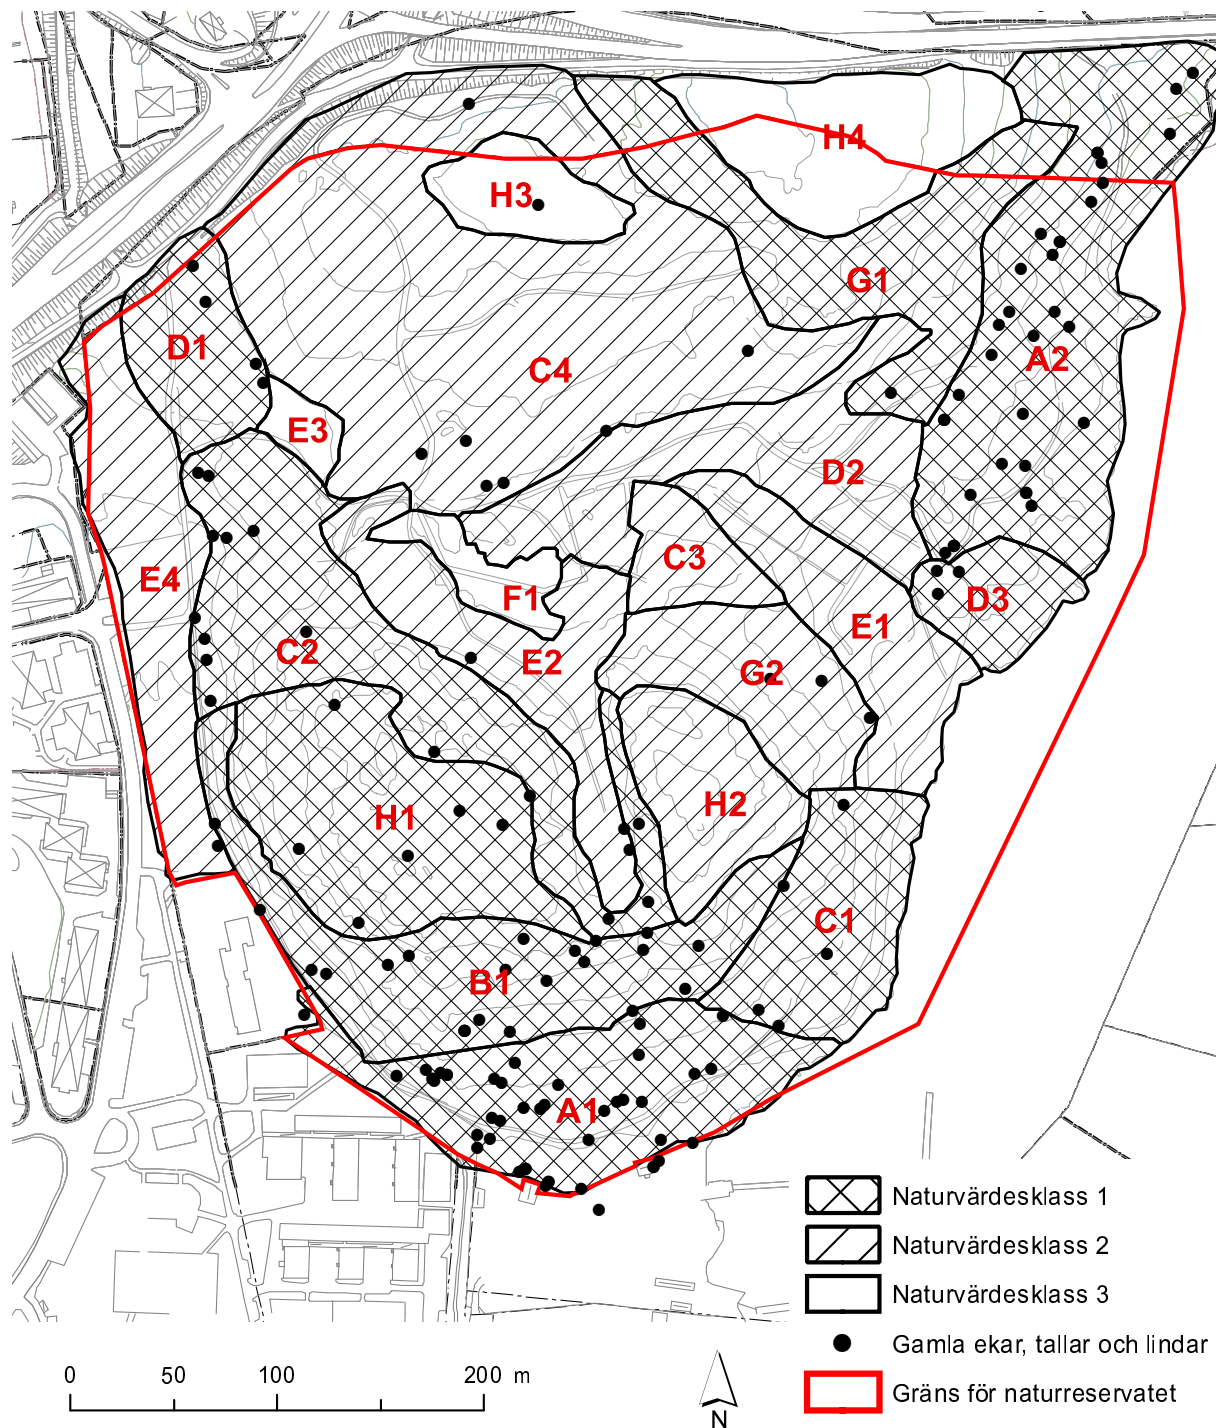 H4
H3
G1
D1
A2
C4
E3
D2
C3
E4
F1
D3
E1
C2
E2
G2
H2
H1
C1
B1
A1
Naturvärdesklass 1
Naturvärdesklass 2
Naturvärdesklass 3
Gamla ekar, tallar och lindar
Gräns för naturreservatet
0 50 100 200 m
N